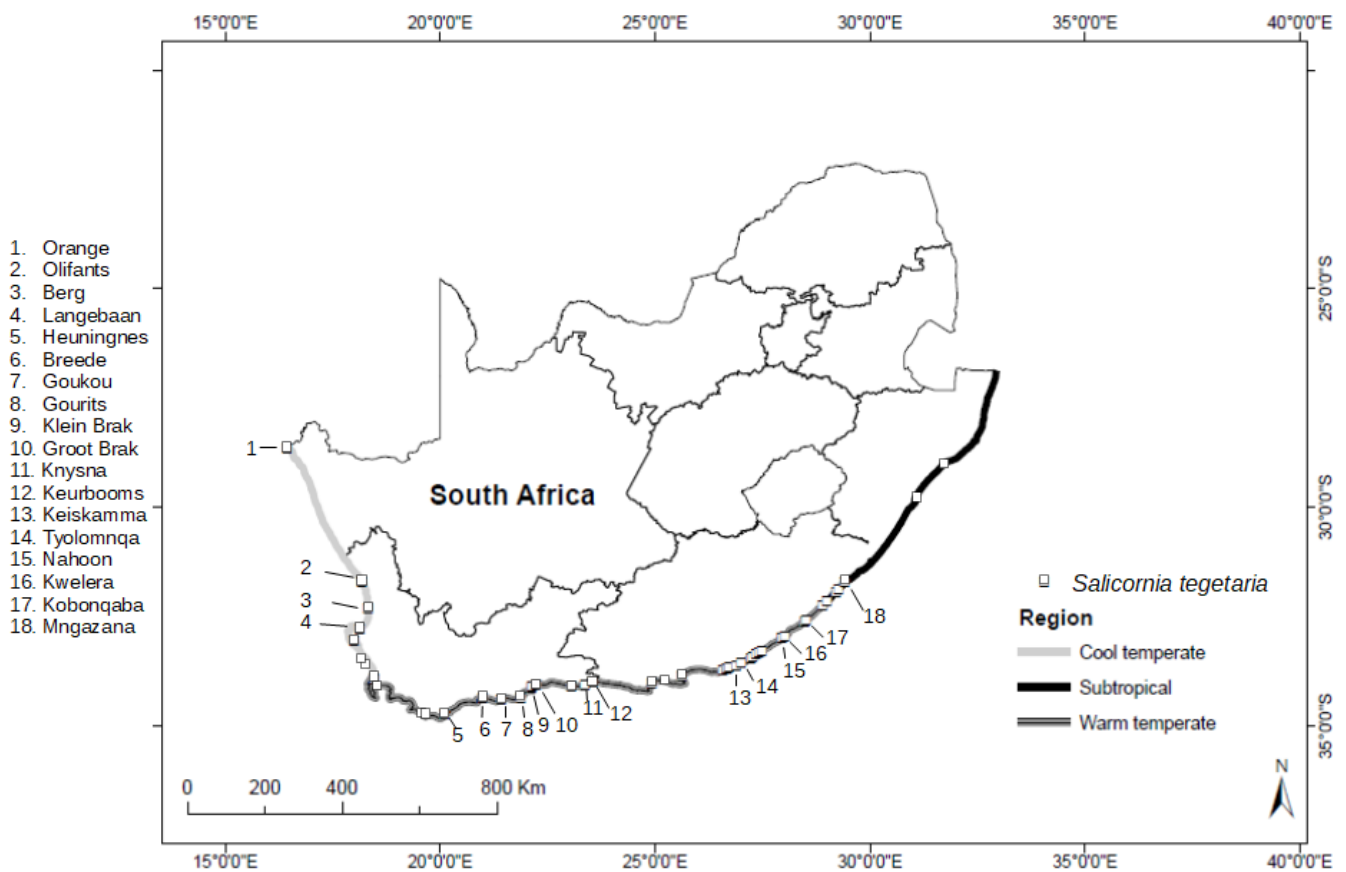 15°0'0"E 20°0'0"E 25°0'0"E 30°0'0"E 35°0'0"E 40°0'0"E
1. Orange
2. Olifants
3. Berg
4. Langebaan
5. Heuningnes
6. Breede
7. Goukou
8. Gourits
9. Klein Brak
10. Groot Brak
11. Knysna
12. Keurbooms
13. Keiskamma
14. Tyolomnqa
15. Nahoon
16. Kwelera
17. Kobonqaba
18. Mngazana
25°0'0"S
30°0'0"S
35°0'0"S
South Africa
1
2
3
4
5
6
7
8
9
10
11
12
13
14
15
16
17
18
Salicornia tegetaria
Region
Cool temperate
Subtropical
Warm temperate
0 200 400 800 Km
N
15°0'0"E 20°0'0"E 25°0'0"E 30°0'0"E 35°0'0"E 40°0'0"E